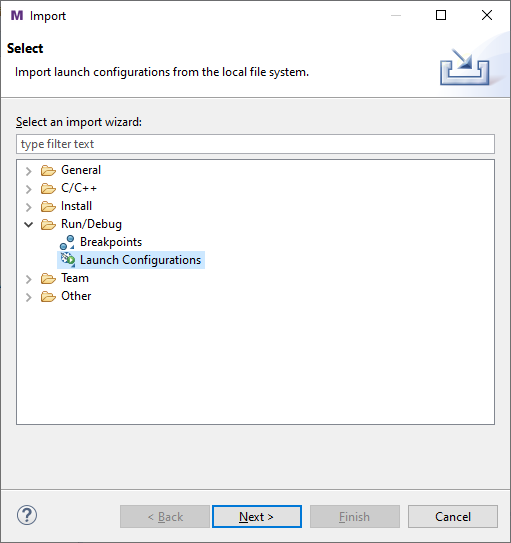 M Import
Select
Import launch configurations from the local file system.
Select an import wizard:
type filter text
General
C/C++
Install
Run/Debug
Breakpoints
Launch Configurations
Team
Other
? < Back Next > Finish Cancel